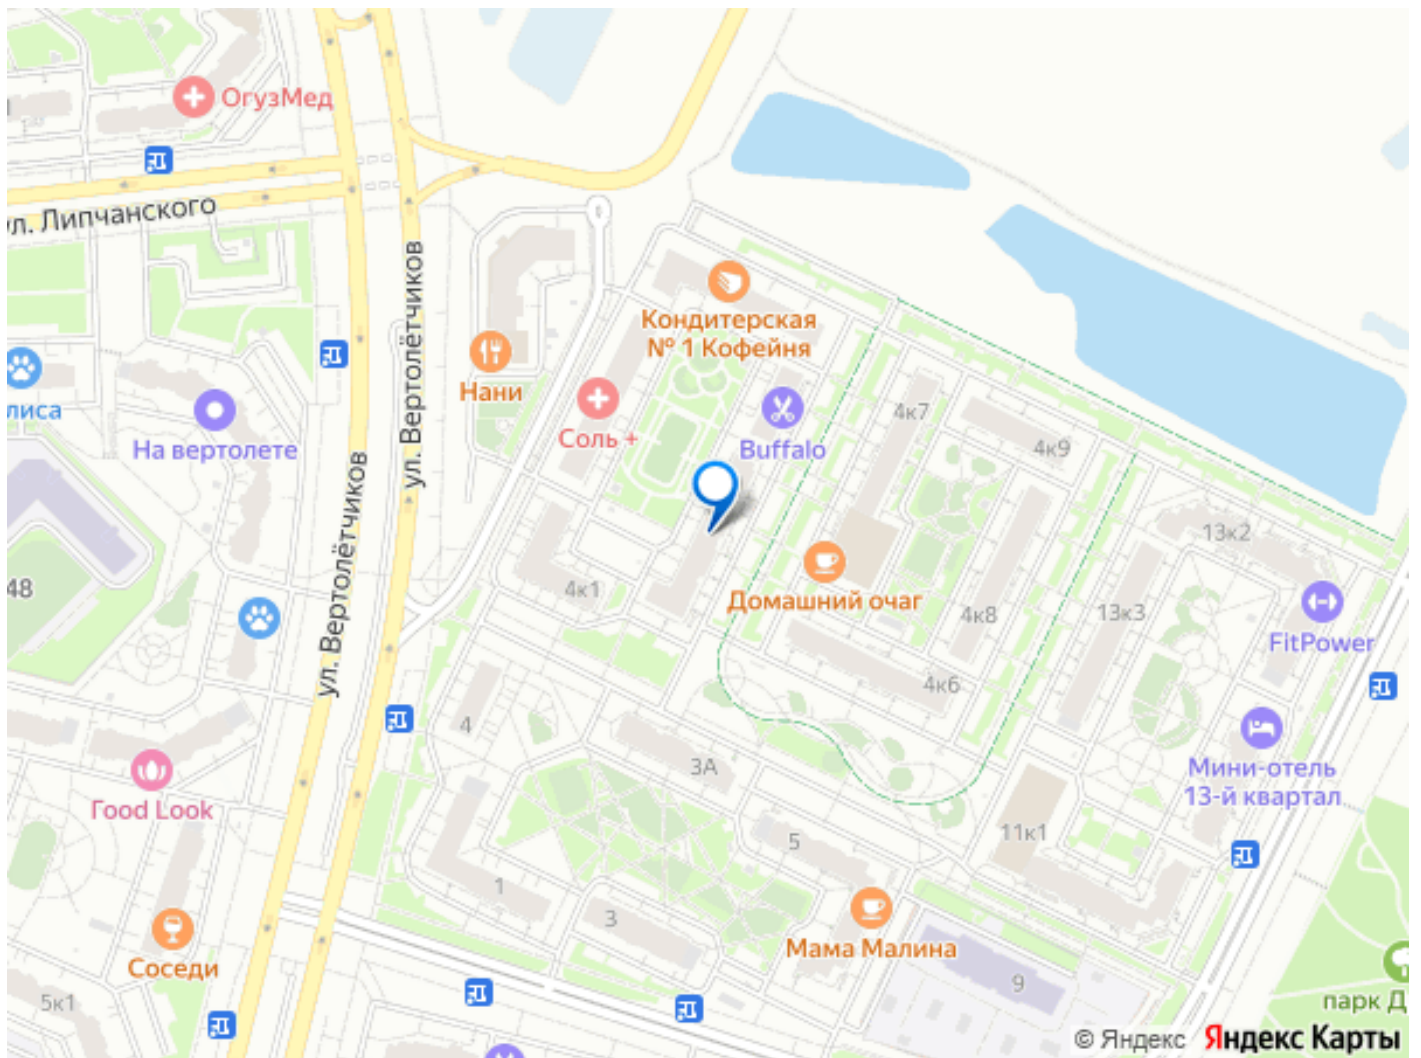 ОгузМед
ул. Липчанского
ул. Вертолётчиков
ул. Вертолётчиков
Кондитерская
№ 1 Кофейня
Нани
лиса
На вертолете
Соль +
Buffalo
4к7
4к9
13к2
48
4к1
Домашний очаг
4к8
13к3
FitPower
4к6
4
3А
Мини-отель
13-й квартал
Гood Look
5
11к1
1
3
Мама Малина
Соседи
9
5к1
парк Д
© Яндекс Яндекс Карты